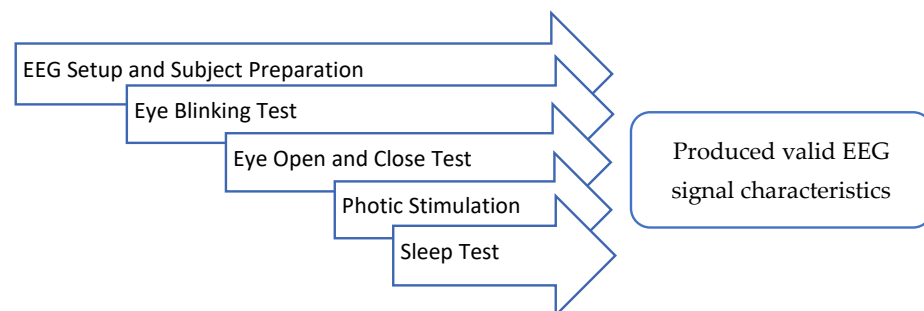 EEG Setup and Subject Preparation
Eye Blinking Test
Eye Open and Close Test
Photic Stimulation
Sleep Test
Produced valid EEG
signal characteristics